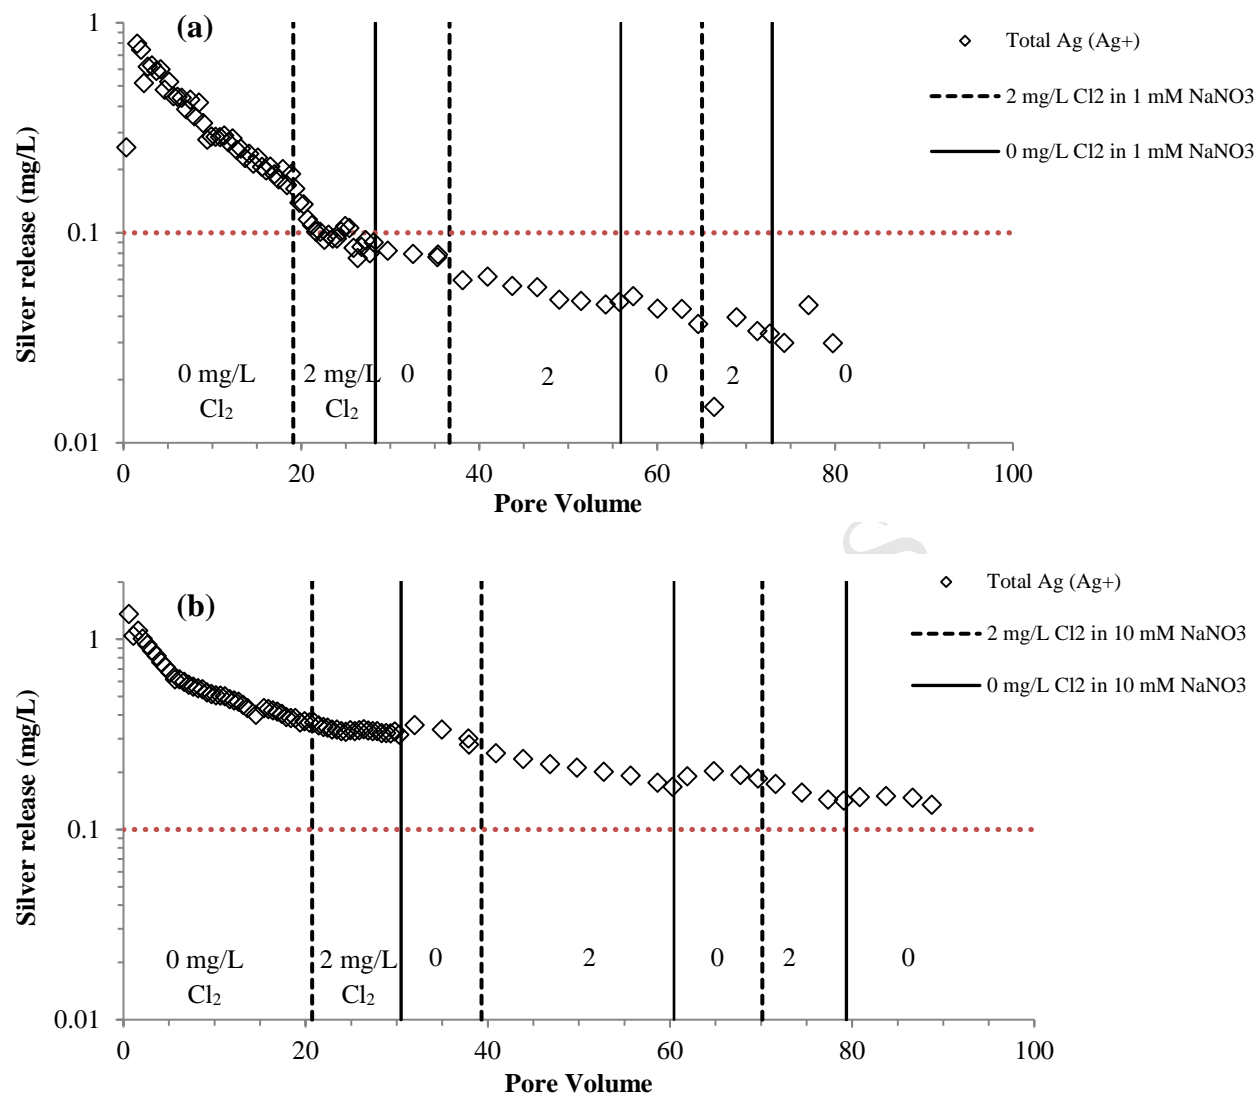 (a)
1
0.1
0.01
Silver release (mg/L)
0 mg/L
Cl₂
2 mg/L
Cl₂
0
2
0
2
0
0
20
40
60
80
100
Pore Volume
Total Ag (Ag+)
2 mg/L Cl2 in 1 mM NaNO3
0 mg/L Cl2 in 1 mM NaNO3
(b)
1
0.1
0.01
Silver release (mg/L)
0 mg/L
Cl₂
2 mg/L
Cl₂
0
2
0
2
0
0
20
40
60
80
100
Pore Volume
Total Ag (Ag+)
2 mg/L Cl2 in 10 mM NaNO3
0 mg/L Cl2 in 10 mM NaNO3